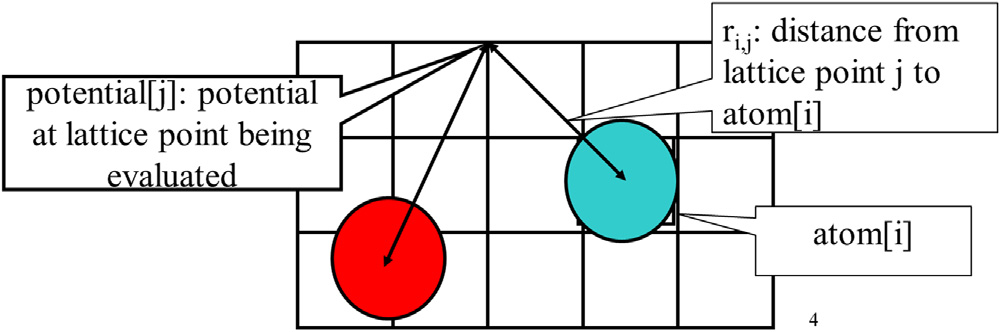 potential[j]: potential
at lattice point being
evaluated
r_{i,j}: distance from
lattice point j to
atom[i]
atom[i]
4